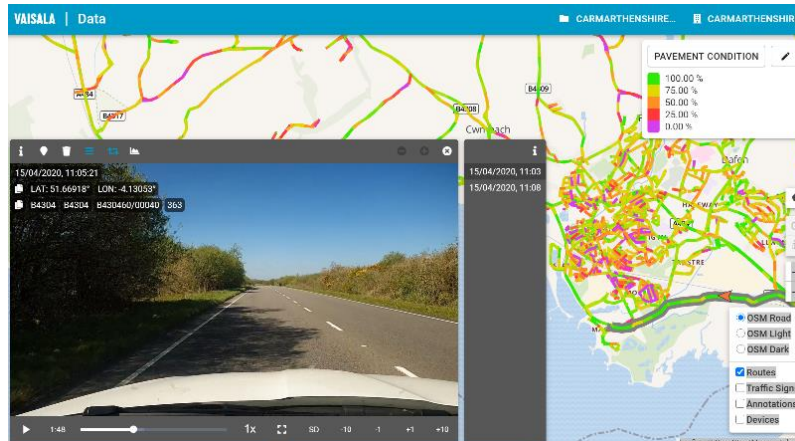 VAISALA | Data
CARMARTHENSHIRE...
CARMARTHENSHIR
PAVEMENT CONDITION
100.00 %
75.00 %
50.00 %
25.00 %
0.00 %
B4317
B4308
B4309
Dafen
15/04/2020, 11:05:21
LAT: 51.66918° LON: -4.13053°
B4304 B4304 B430460/00040 363
15/04/2020, 11:03
15/04/2020, 11:08
1:48
1x
SD
-10
-1
+1
+10
OSM Road
OSM Light
OSM Dark
Routes
Traffic Sign
Annotations
Devices